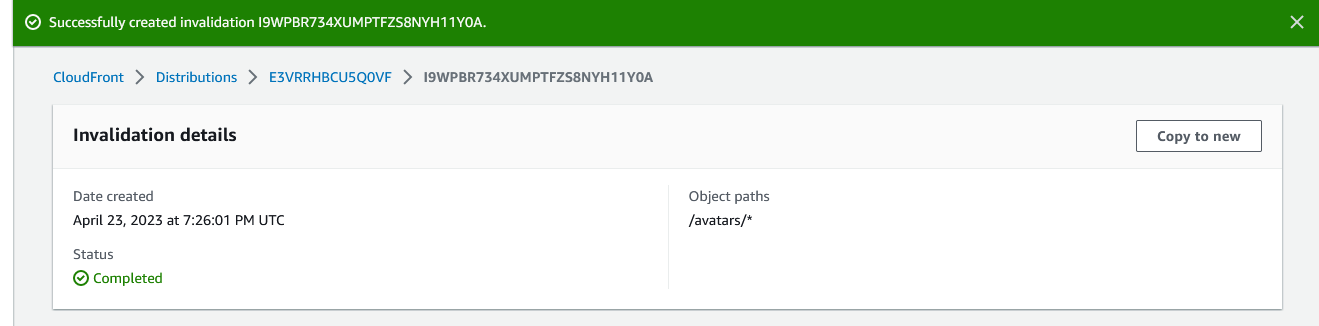 Successfully created invalidation I9WPBR734XUMPTFZS8NYH11Y0A.
CloudFront > Distributions > E3VRRHBCU5Q0VF > I9WPBR734XUMPTFZS8NYH11Y0A
Invalidation details
Copy to new
Date created
April 23, 2023 at 7:26:01 PM UTC
Object paths
/avatars/*
Status
Completed